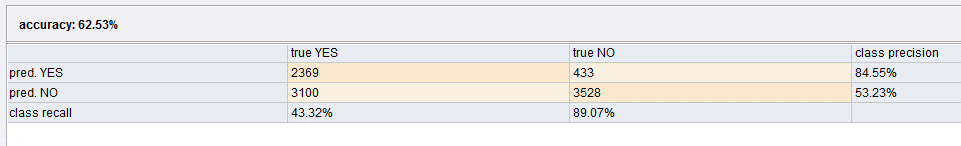 accuracy: 62.53%
true YES true NO class precision
pred. YES 2369 433 84.55%
pred. NO 3100 3528 53.23%
class recall 43.32% 89.07%